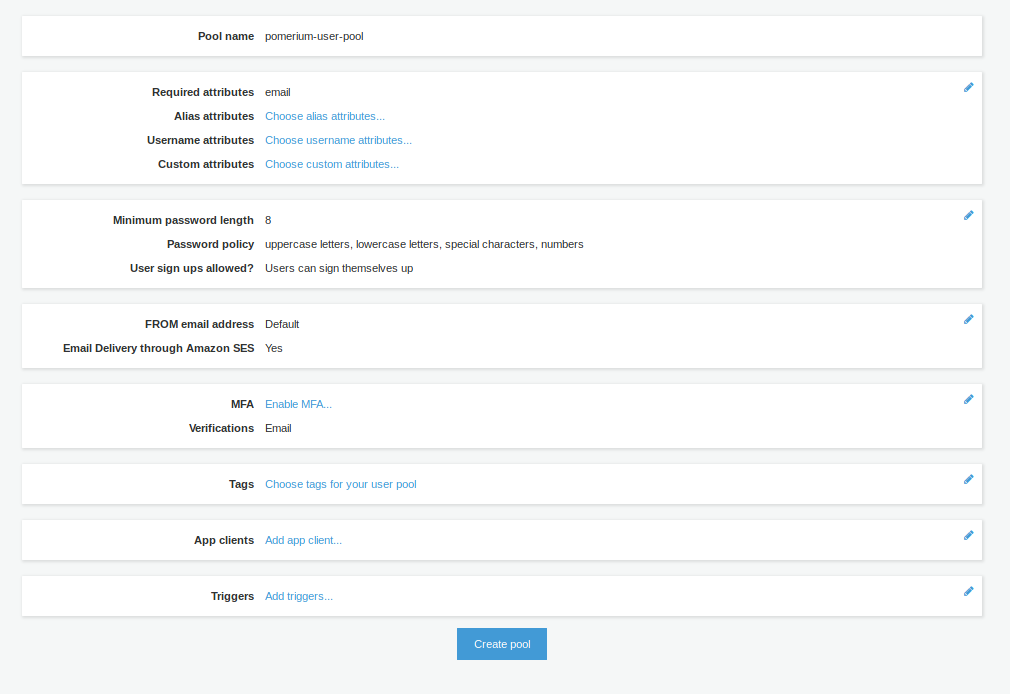 Pool name pomerium-user-pool
Required attributes email
Alias attributes Choose alias attributes...
Username attributes Choose username attributes...
Custom attributes Choose custom attributes...
Minimum password length 8
Password policy uppercase letters, lowercase letters, special characters, numbers
User sign ups allowed? Users can sign themselves up
FROM email address Default
Email Delivery through Amazon SES Yes
MFA Enable MFA...
Verifications Email
Tags Choose tags for your user pool
App clients Add app client...
Triggers Add triggers...
Create pool